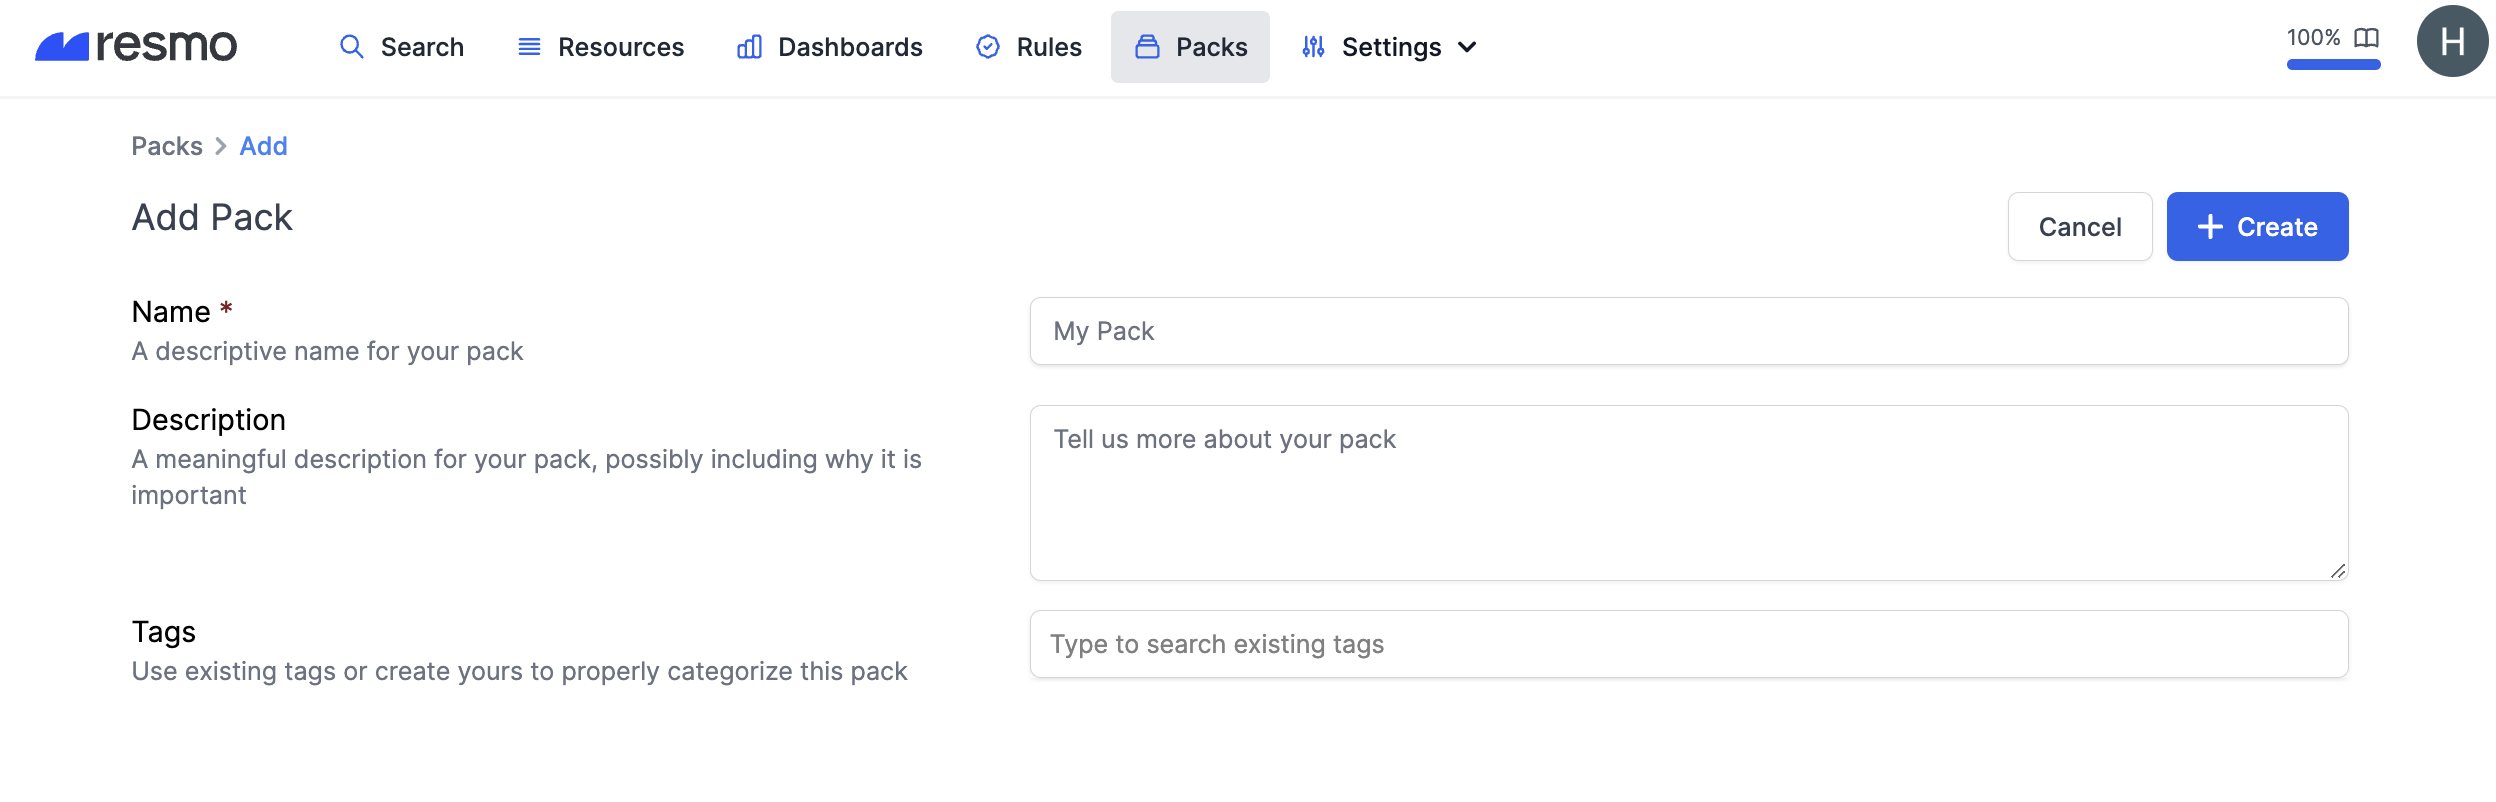 resmo Search Resources Dashboards Rules Packs Settings 100% H
Packs > Add
Add Pack
Cancel + Create
Name *
A descriptive name for your pack
My Pack
Description
A meaningful description for your pack, possibly including why it is
important
Tell us more about your pack
Tags
Use existing tags or create yours to properly categorize this pack
Type to search existing tags